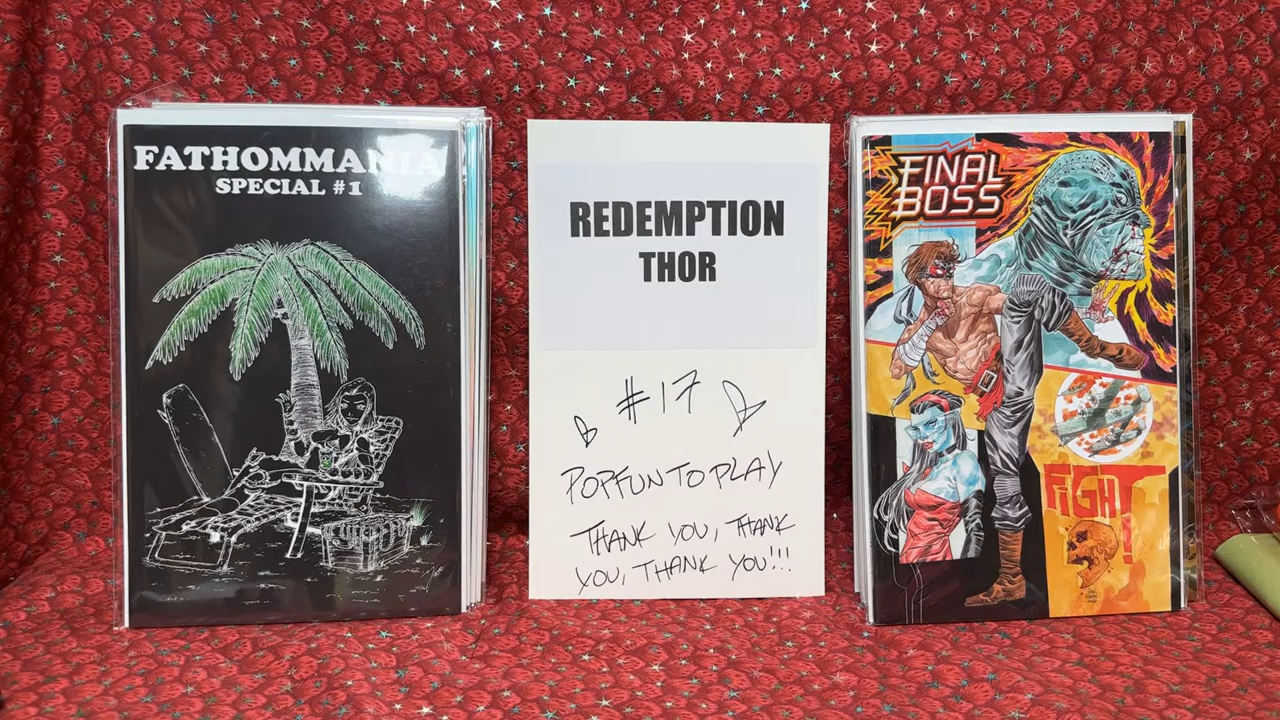 FATHOMMANIA
SPECIAL #1
REDEMPTION
THOR
#17
POPFUNTOPLAY
THANK YOU, THANK
YOU, THANK YOU!!!
FINAL
BOSS
FIGHT!